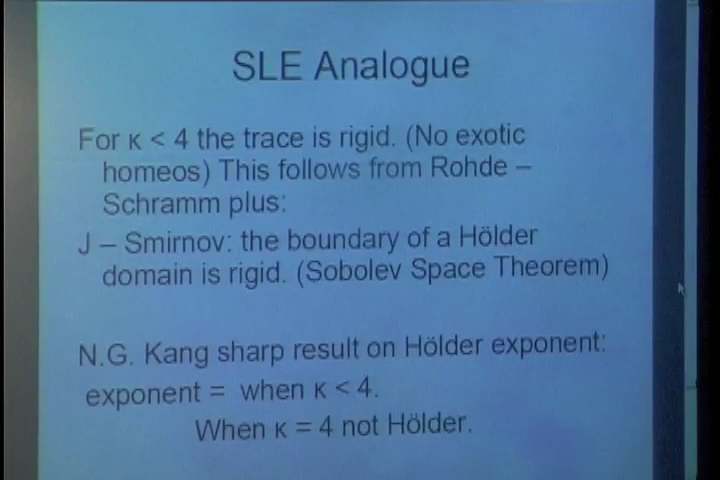 SLE Analogue
For κ < 4 the trace is rigid. (No exotic
homeos) This follows from Rohde –
Schramm plus:
J – Smirnov: the boundary of a Hölder
domain is rigid. (Sobolev Space Theorem)
N.G. Kang sharp result on Hölder exponent:
exponent = when κ < 4.
When κ = 4 not Hölder.